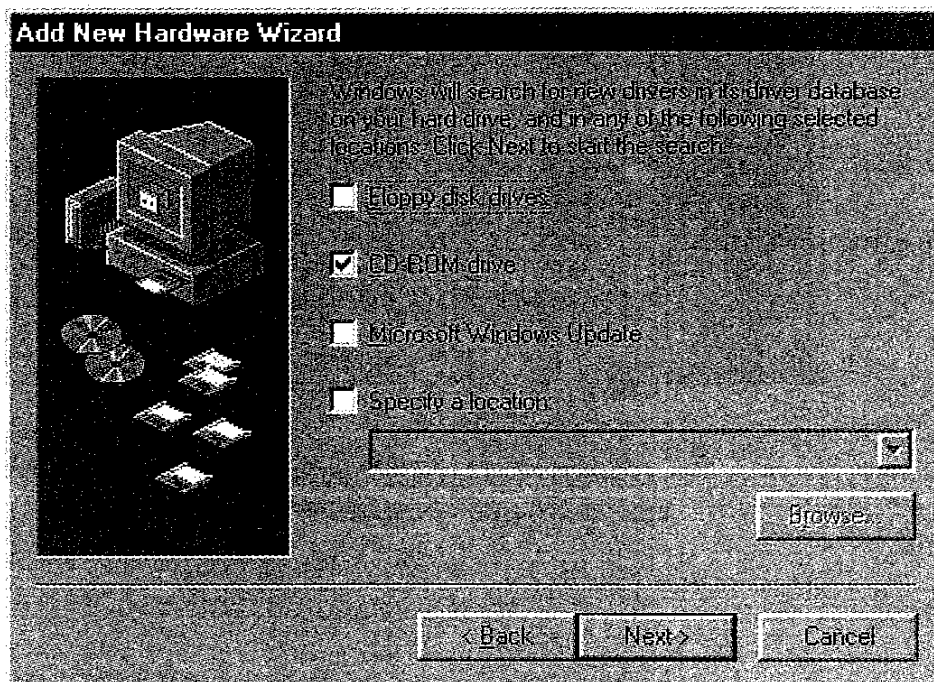 Add New Hardware Wizard
Windows will search for new drivers in its driver database
on your hard drive, and in any of the following selected
locations. Click Next to start the search.
Floppy disk drives
CD-ROM drive
Microsoft Windows Update
Specify a location:
Browse...
< Back
Next >
Cancel